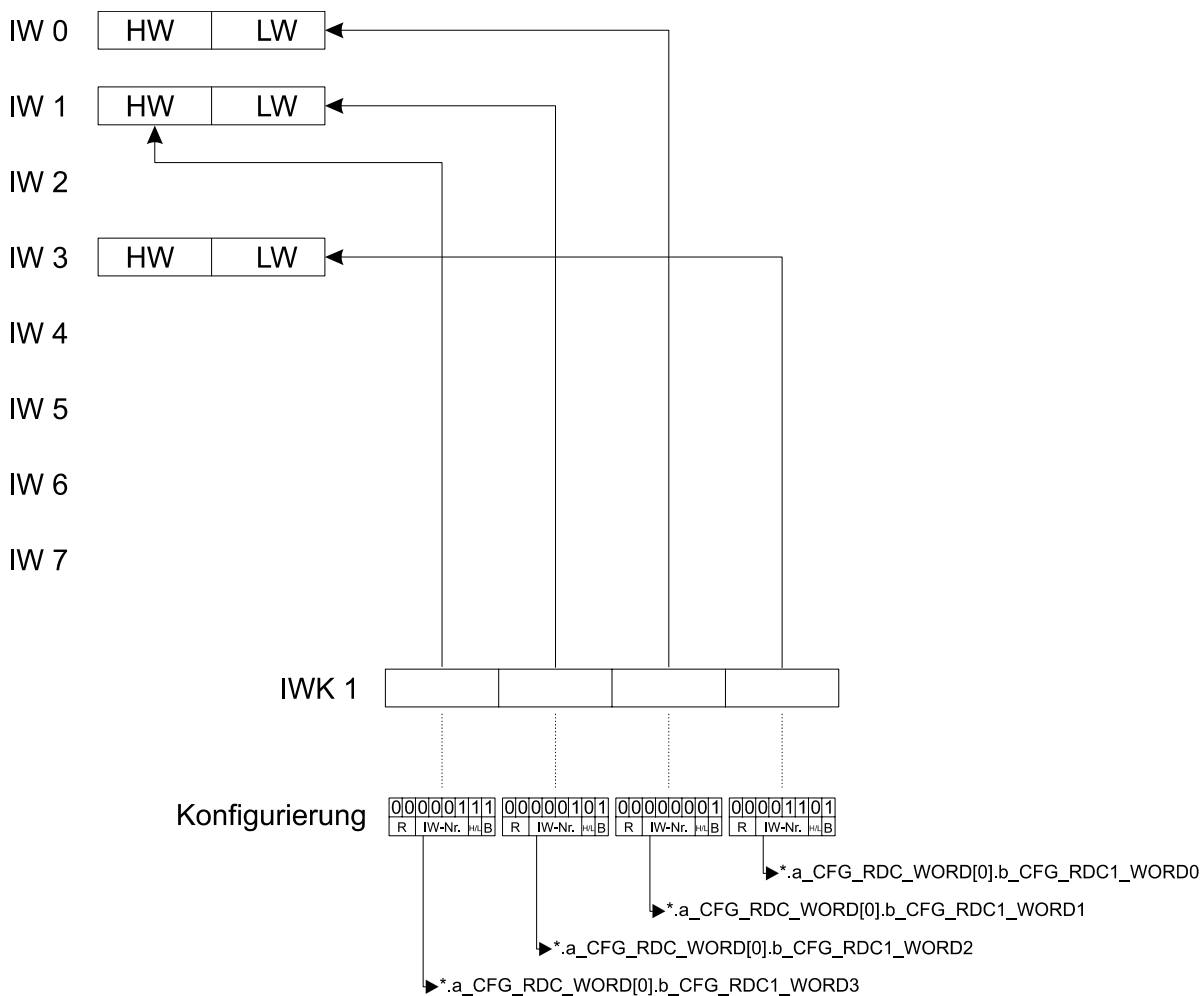 IW 0 HW LW
IW 1 HW LW
IW 2
IW 3 HW LW
IW 4
IW 5
IW 6
IW 7
IWK 1
Konfigurierung 00000111 00000101 00000001 00001101
R IW-Nr. H/L B R IW-Nr. H/L B R IW-Nr. H/L B R IW-Nr. H/L B
*.a_CFG_RDC_WORD[0].b_CFG_RDC1_WORD0
*.a_CFG_RDC_WORD[0].b_CFG_RDC1_WORD1
*.a_CFG_RDC_WORD[0].b_CFG_RDC1_WORD2
*.a_CFG_RDC_WORD[0].b_CFG_RDC1_WORD3